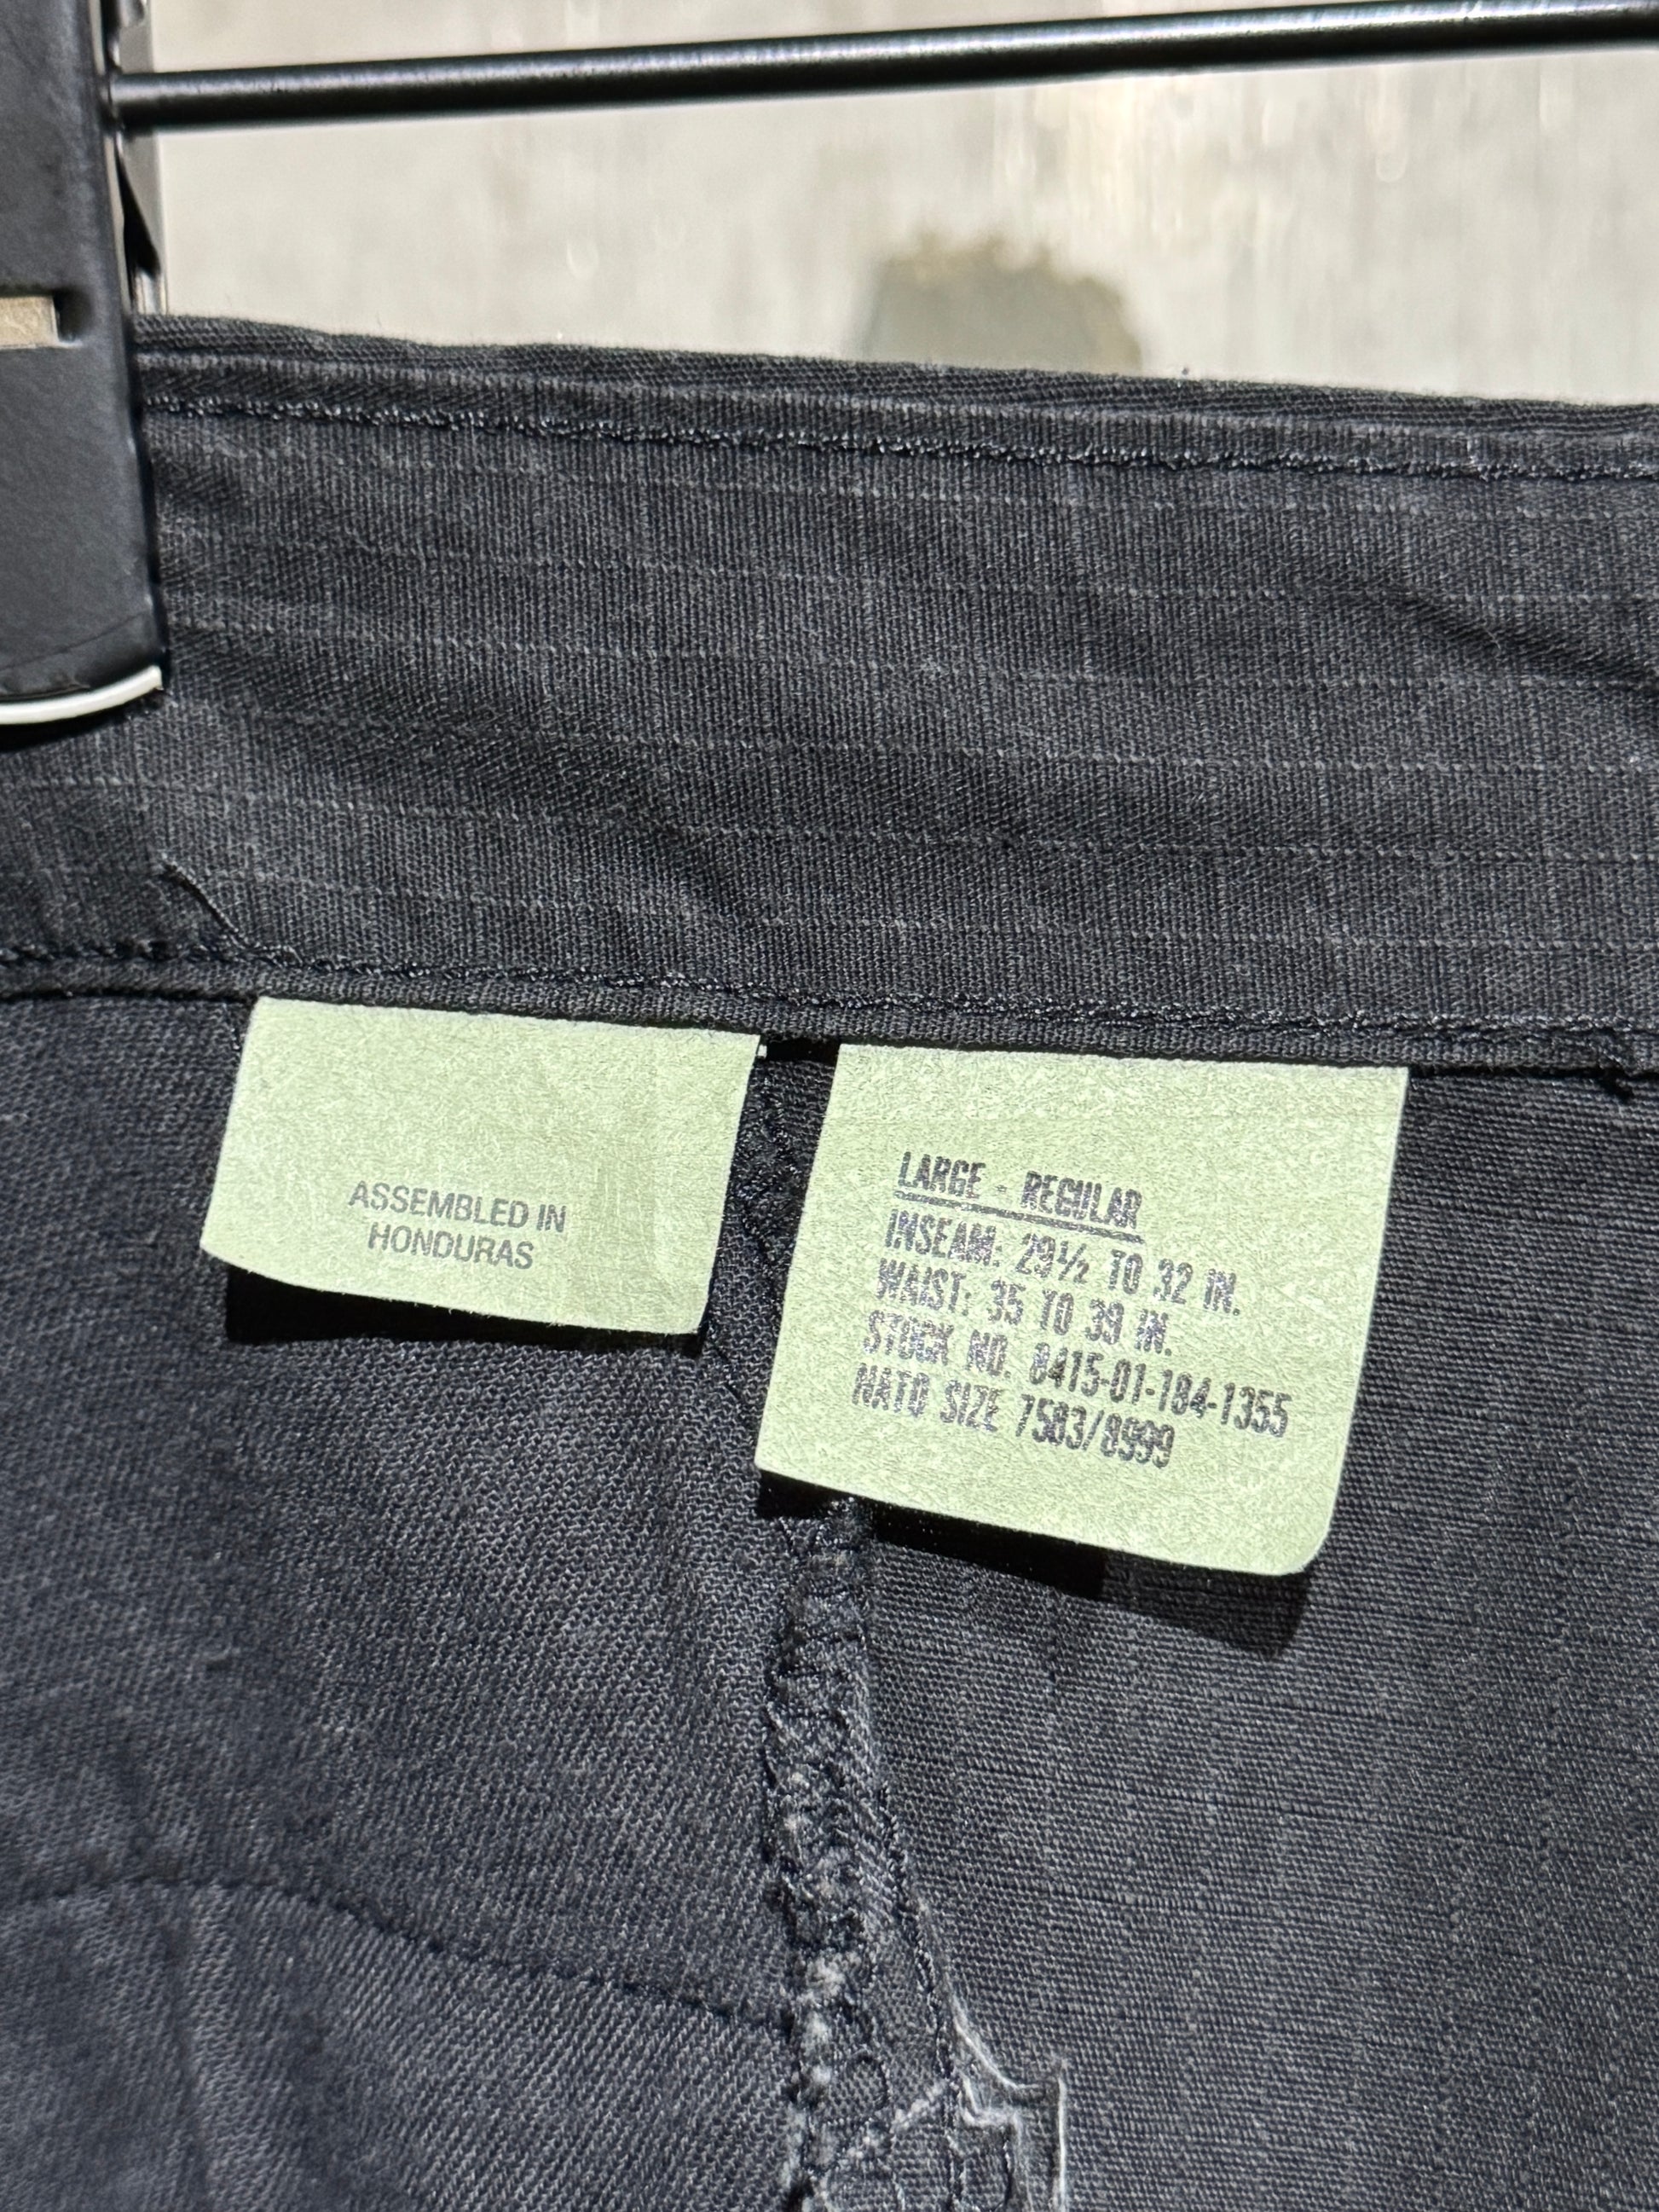 ASSEMBLED IN
HONDURAS
LARGE - REGULAR
INSEAM: 29½ TO 32 IN.
WAIST: 35 TO 39 IN.
STOCK NO. 8415-01-184-1355
NATO SIZE 7583/8999